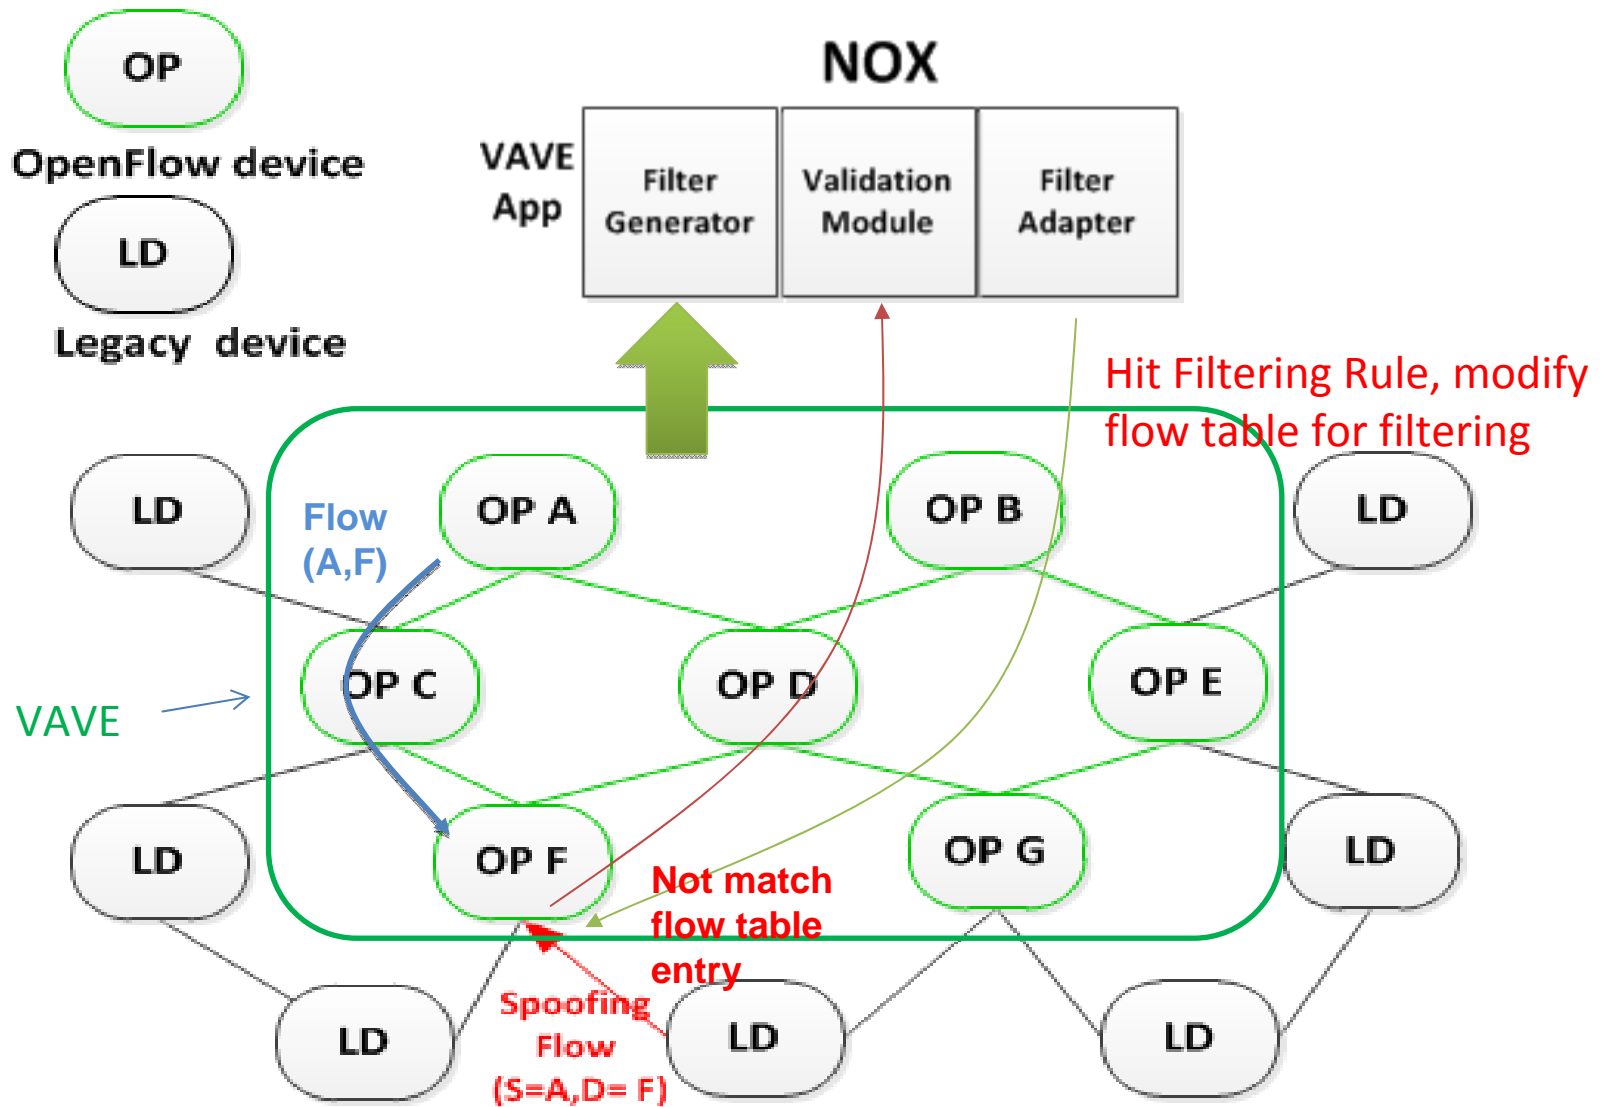 OP
OpenFlow device
LD
Legacy device
NOX
VAVE
App
Filter
Generator
Validation
Module
Filter
Adapter
Hit Filtering Rule, modify
flow table for filtering
LD
Flow
(A,F)
OP A
OP B
LD
VAVE
OP C
OP D
OP E
LD
OP F
Not match
flow table
entry
OP G
LD
LD
Spoofing
Flow
(S=A,D= F)
LD
LD